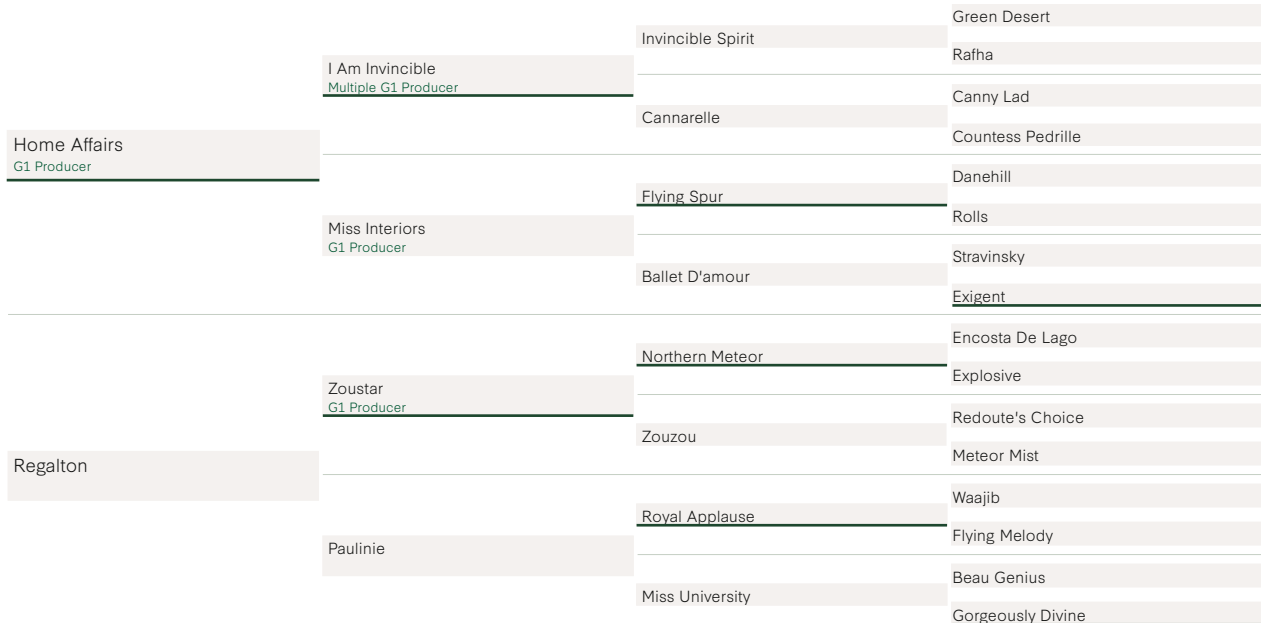 Home Affairs
G1 Producer
Regalton
I Am Invincible
Multiple G1 Producer
Miss Interiors
G1 Producer
Zoustar
G1 Producer
Paulinie
Invincible Spirit
Cannarelle
Flying Spur
Ballet D'amour
Northern Meteor
Zouzou
Royal Applause
Miss University
Green Desert
Rafha
Canny Lad
Countess Pedrille
Danehill
Rolls
Stravinsky
Exigent
Encosta De Lago
Explosive
Redoute's Choice
Meteor Mist
Waajib
Flying Melody
Beau Genius
Gorgeously Divine